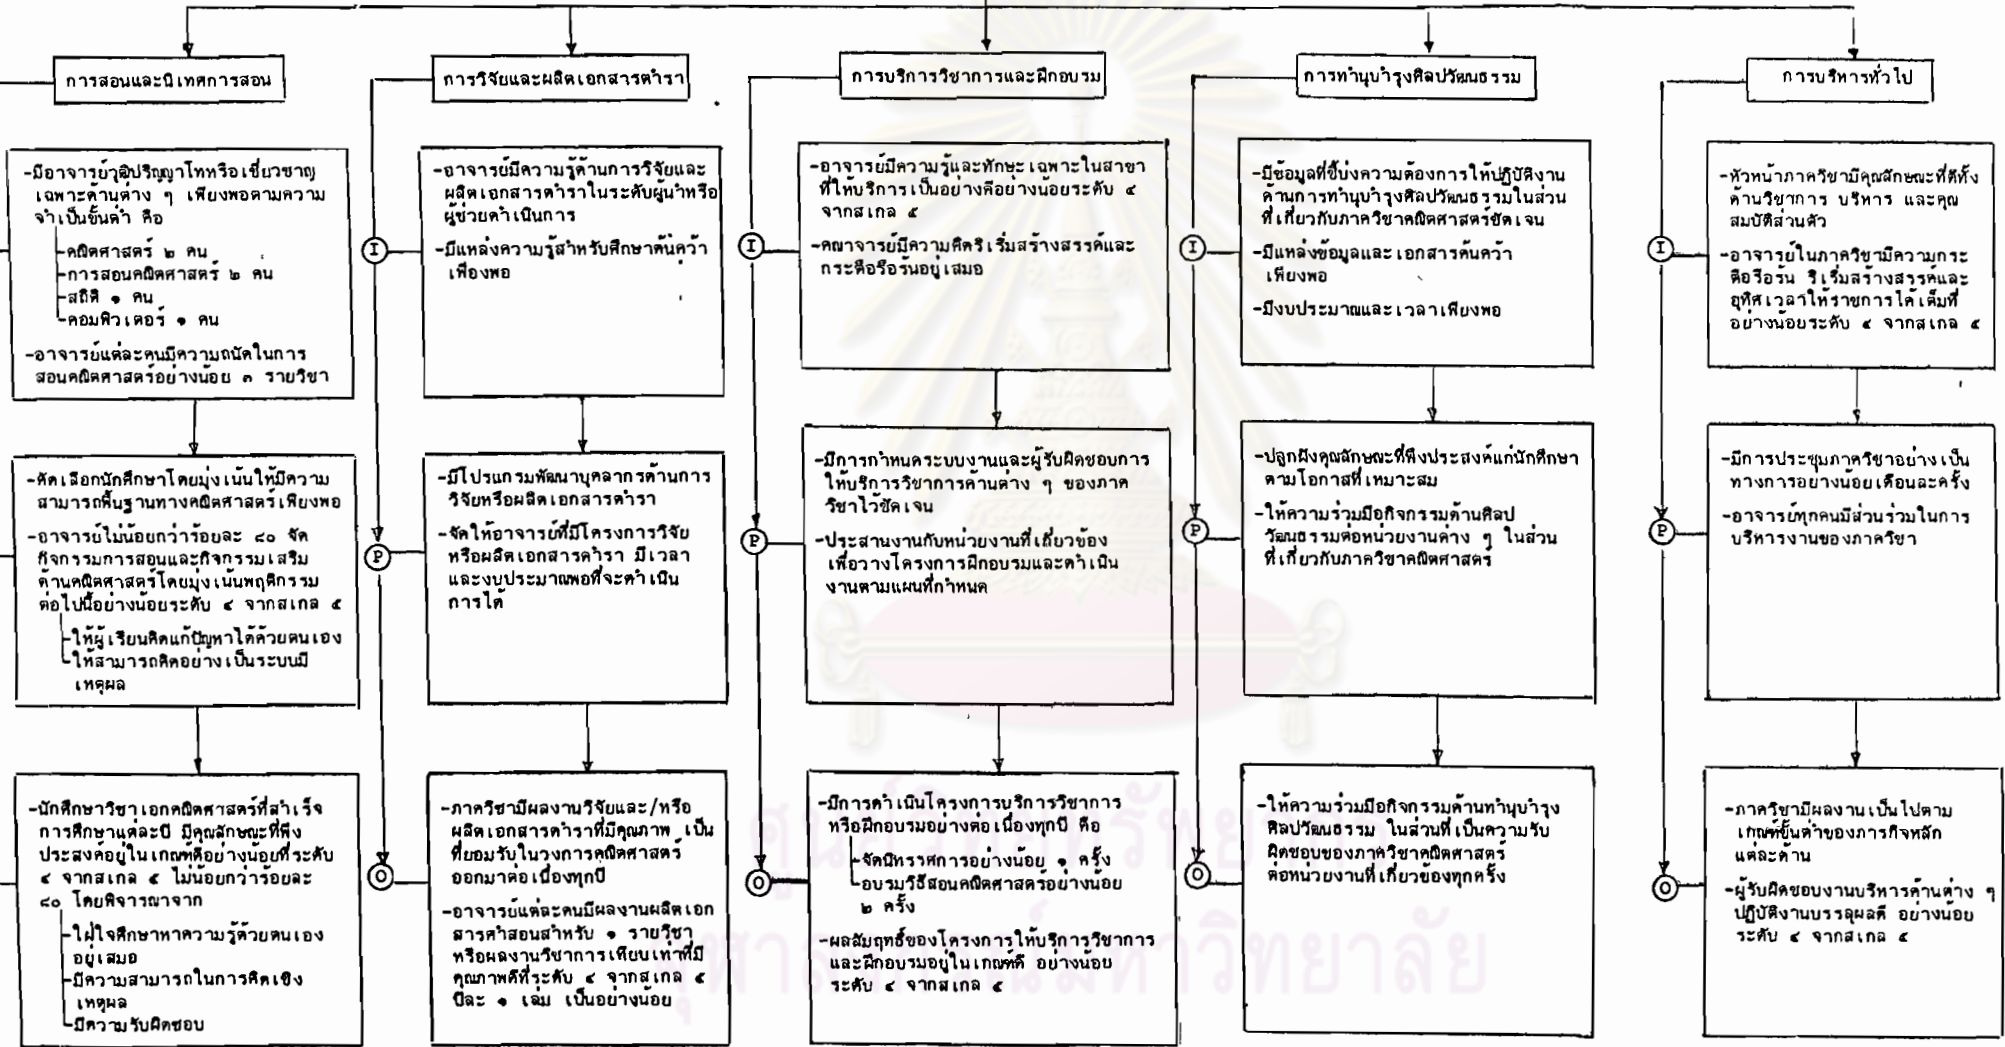 การสอนและนิเทศการสอน
การวิจัยและผลิตเอกสารตำรา
การบริการวิชาการและฝึกอบรม
การทำนุบำรุงศิลปวัฒนธรรม
การบริหารทั่วไป
-มีอาจารย์วุฒิปริญญาโทหรือเชี่ยวชาญ
เฉพาะด้านต่าง ๆ เพียงพอตามความ
จำเป็นขั้นต่ำ คือ
-คณิตศาสตร์ ๒ คน
-การสอนคณิตศาสตร์ ๒ คน
-สถิติ ๑ คน
-คอมพิวเตอร์ ๑ คน
-อาจารย์แต่ละคนมีความถนัดในการ
สอนคณิตศาสตร์อย่างน้อย ๓ รายวิชา
I
-อาจารย์มีความรู้ด้านการวิจัยและ
ผลิตเอกสารตำราในระดับผู้นำหรือ
ผู้ช่วยดำเนินการ
-มีแหล่งความรู้สำหรับศึกษาค้นคว้า
เพียงพอ
I
-อาจารย์มีความรู้และทักษะเฉพาะในสาขา
ที่ให้บริการเป็นอย่างดีอย่างน้อยระดับ ๔
จากสเกล ๕
-คณาจารย์มีความคิดริเริ่มสร้างสรรค์และ
กระตือรือร้นอยู่เสมอ
I
-มีข้อมูลที่ชี้บ่งความต้องการให้ปฏิบัติงาน
ด้านการทำนุบำรุงศิลปวัฒนธรรมในส่วน
ที่เกี่ยวกับภาควิชาคณิตศาสตร์ชัดเจน
-มีแหล่งข้อมูลและเอกสารค้นคว้า
เพียงพอ
-มีงบประมาณและเวลาเพียงพอ
I
-หัวหน้าภาควิชามีคุณลักษณะที่ดีทั้ง
ด้านวิชาการ บริหาร และคุณ
สมบัติส่วนตัว
-อาจารย์ในภาควิชามีความกระ
ตือรือร้น ริเริ่มสร้างสรรค์และ
อุทิศเวลาให้ราชการได้เต็มที่
อย่างน้อยระดับ ๔ จากสเกล ๕
-คัดเลือกนักศึกษาโดยมุ่งเน้นให้มีความ
สามารถพื้นฐานทางคณิตศาสตร์เพียงพอ
-อาจารย์ไม่น้อยกว่าร้อยละ ๘๐ จัด
กิจกรรมการสอนและกิจกรรมเสริม
ด้านคณิตศาสตร์โดยมุ่งเน้นพฤติกรรม
ต่อไปนี้อย่างน้อยระดับ ๔ จากสเกล ๕
-ให้ผู้เรียนคิดแก้ปัญหาได้ด้วยตนเอง
-ให้สามารถคิดอย่างเป็นระบบมี
เหตุผล
P
-มีโปรแกรมพัฒนาบุคลากรด้านการ
วิจัยหรือผลิตเอกสารตำรา
-จัดให้อาจารย์ที่มีโครงการวิจัย
หรือผลิตเอกสารตำรา มีเวลา
และงบประมาณพอที่จะดำเนิน
การได้
P
-มีการกำหนดระบบงานและผู้รับผิดชอบการ
ให้บริการวิชาการด้านต่าง ๆ ของภาค
วิชาไว้ชัดเจน
-ประสานงานกับหน่วยงานที่เกี่ยวข้อง
เพื่อวางโครงการฝึกอบรมและดำเนิน
งานตามแผนที่กำหนด
P
-ปลูกฝังคุณลักษณะที่พึงประสงค์แก่นักศึกษา
ตามโอกาสที่เหมาะสม
-ให้ความร่วมมือกิจกรรมด้านศิลป
วัฒนธรรมต่อหน่วยงานต่าง ๆ ในส่วน
ที่เกี่ยวกับภาควิชาคณิตศาสตร์
P
-มีการประชุมภาควิชาอย่างเป็น
ทางการอย่างน้อยเดือนละครั้ง
-อาจารย์ทุกคนมีส่วนร่วมในการ
บริหารงานของภาควิชา
-นักศึกษาวิชาเอกคณิตศาสตร์ที่สำเร็จ
การศึกษาแต่ละปี มีคุณลักษณะที่พึง
ประสงค์อยู่ในเกณฑ์ดีอย่างน้อยที่ระดับ
๔ จากสเกล ๕ ไม่น้อยกว่าร้อยละ
๘๐ โดยพิจารณาจาก
-ใฝ่ใจศึกษาหาความรู้ด้วยตนเอง
อยู่เสมอ
-มีความสามารถในการคิดเชิง
เหตุผล
-มีความรับผิดชอบ
O
-ภาควิชามีผลงานวิจัยและ/หรือ
ผลิตเอกสารตำราที่มีคุณภาพ เป็น
ที่ยอมรับในวงการคณิตศาสตร์
ออกมาต่อเนื่องทุกปี
-อาจารย์แต่ละคนมีผลงานผลิตเอก
สารคำสอนสำหรับ ๑ รายวิชา
หรือผลงานวิชาการเทียบเท่าที่มี
คุณภาพดีที่ระดับ ๔ จากสเกล ๕
ปีละ ๑ เล่ม เป็นอย่างน้อย
O
-มีการดำเนินโครงการบริการวิชาการ
หรือฝึกอบรมอย่างต่อเนื่องทุกปี คือ
-จัดนิทรรศการอย่างน้อย ๑ ครั้ง
-อบรมวิธีสอนคณิตศาสตร์อย่างน้อย
๒ ครั้ง
-ผลสัมฤทธิ์ของโครงการให้บริการวิชาการ
และฝึกอบรมอยู่ในเกณฑ์ดี อย่างน้อย
ระดับ ๔ จากสเกล ๕
O
-ให้ความร่วมมือกิจกรรมด้านทำนุบำรุง
ศิลปวัฒนธรรม ในส่วนที่เป็นความรับ
ผิดชอบของภาควิชาคณิตศาสตร์
ต่อหน่วยงานที่เกี่ยวข้องทุกครั้ง
O
-ภาควิชามีผลงานเป็นไปตาม
เกณฑ์ขั้นต่ำของภารกิจหลัก
แต่ละด้าน
-ผู้รับผิดชอบงานบริหารด้านต่าง ๆ
ปฏิบัติงานบรรลุผลดี อย่างน้อย
ระดับ ๔ จากสเกล ๕
ศูนย์วิทยทรัพยากร
จุฬาลงกรณ์มหาวิทยาลัย